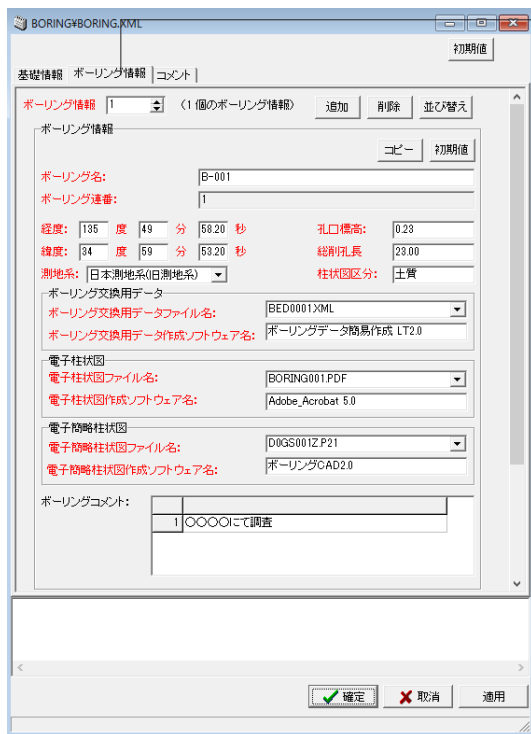 BORING¥BORING.XML
初期値
基礎情報 ボーリング情報 コメント
ボーリング情報 1 (1 個のボーリング情報) 追加 削除 並び替え
ボーリング情報
コピー 初期値
ボーリング名: B-001
ボーリング連番: 1
経度: 135 度 49 分 58.20 秒 孔口標高: 0.23
緯度: 34 度 59 分 53.20 秒 総削孔長 23.00
測地系: 日本測地系(旧測地系) 柱状図区分: 土質
ボーリング交換用データ
ボーリング交換用データファイル名: BED0001.XML
ボーリング交換用データ作成ソフトウェア名: ボーリングデータ簡易作成 LT2.0
電子柱状図
電子柱状図ファイル名: BORING001.PDF
電子柱状図作成ソフトウェア名: Adobe_Acrobat 5.0
電子簡略柱状図
電子簡略柱状図ファイル名: D0GS001Z.P21
電子簡略柱状図作成ソフトウェア名: ボーリングCAD2.0
ボーリングコメント:
1 〇〇〇〇にて調査
確定 取消 適用